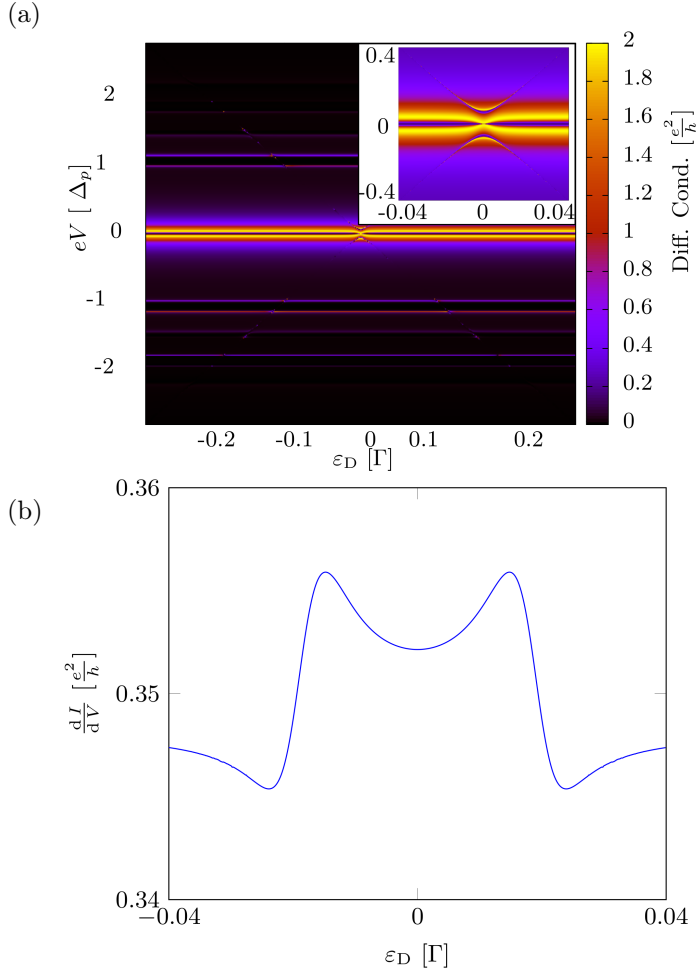 (a)
eV [ Δp]
2
1
0
-1
-2
-0.2 -0.1 0 0.1 0.2
εD [Γ]
0.4
0
-0.4
-0.04 0 0.04
2
1.8
1.6
1.4
1.2
1
0.8
0.6
0.4
0.2
0
Diff. Cond. [e²/h]
(b)
dI/dV [e²/h]
0.36
0.35
0.34
−0.04 0 0.04
εD [Γ]